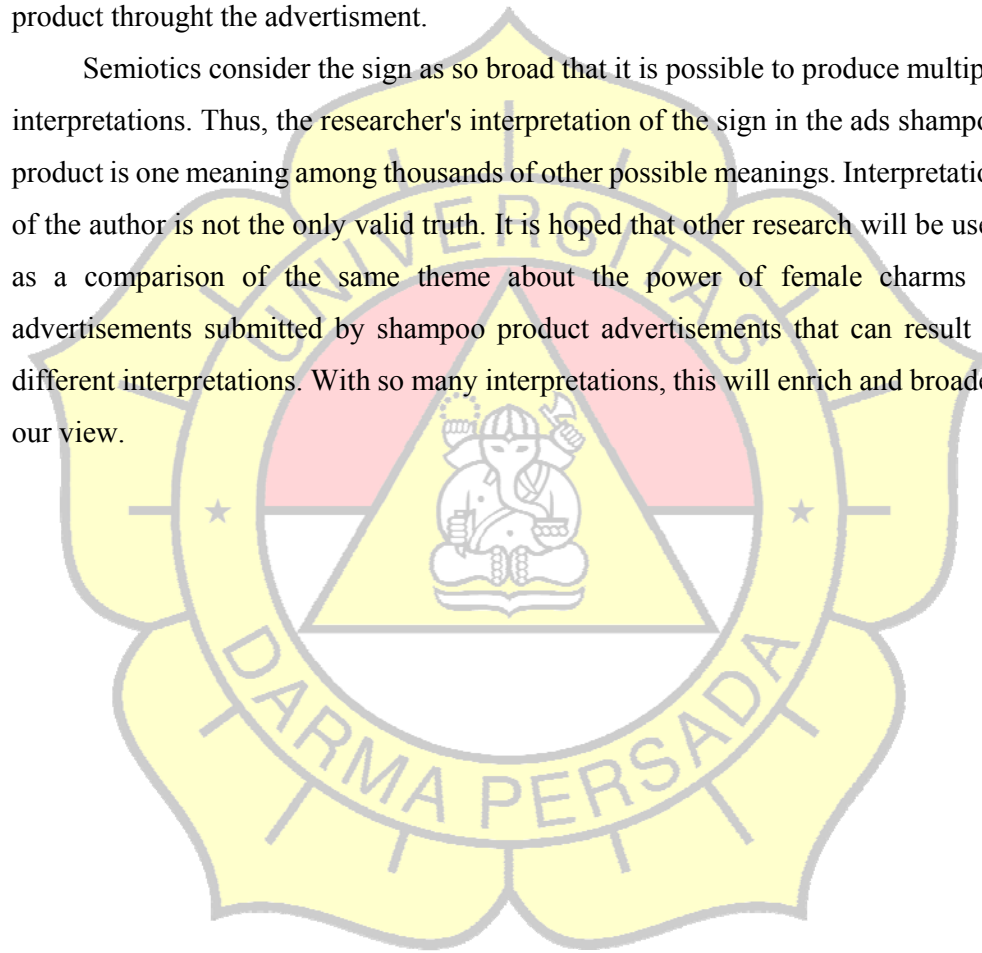 product throught the advertisment.
Semiotics consider the sign as so broad that it is possible to produce multip
interpretations. Thus, the researcher's interpretation of the sign in the ads shampo
product is one meaning among thousands of other possible meanings. Interpretatio
of the author is not the only valid truth. It is hoped that other research will be use
as a comparison of the same theme about the power of female charms
advertisements submitted by shampoo product advertisements that can result
different interpretations. With so many interpretations, this will enrich and broade
our view.
UNIVERSITAS
DARMA PERSADA